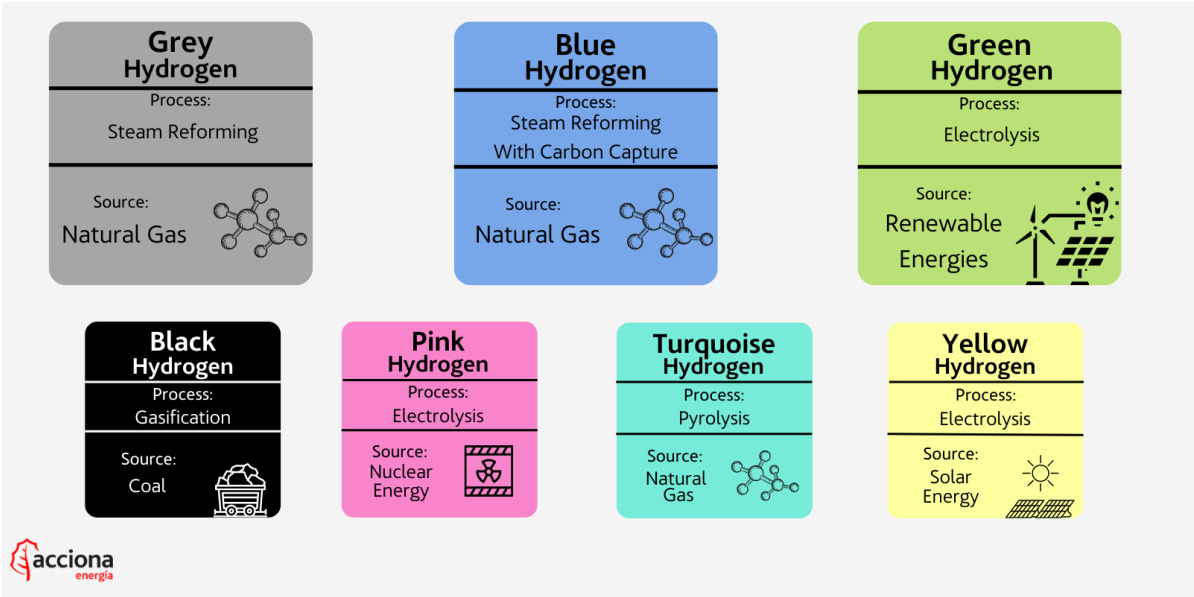 Grey
Hydrogen
Process:
Steam Reforming
Source:
Natural Gas
Blue
Hydrogen
Process:
Steam Reforming
With Carbon Capture
Source:
Natural Gas
Green
Hydrogen
Process:
Electrolysis
Source:
Renewable
Energies
Black
Hydrogen
Process:
Gasification
Source:
Coal
Pink
Hydrogen
Process:
Electrolysis
Source:
Nuclear
Energy
Turquoise
Hydrogen
Process:
Pyrolysis
Source:
Natural
Gas
Yellow
Hydrogen
Process:
Electrolysis
Source:
Solar
Energy
acciona
energía